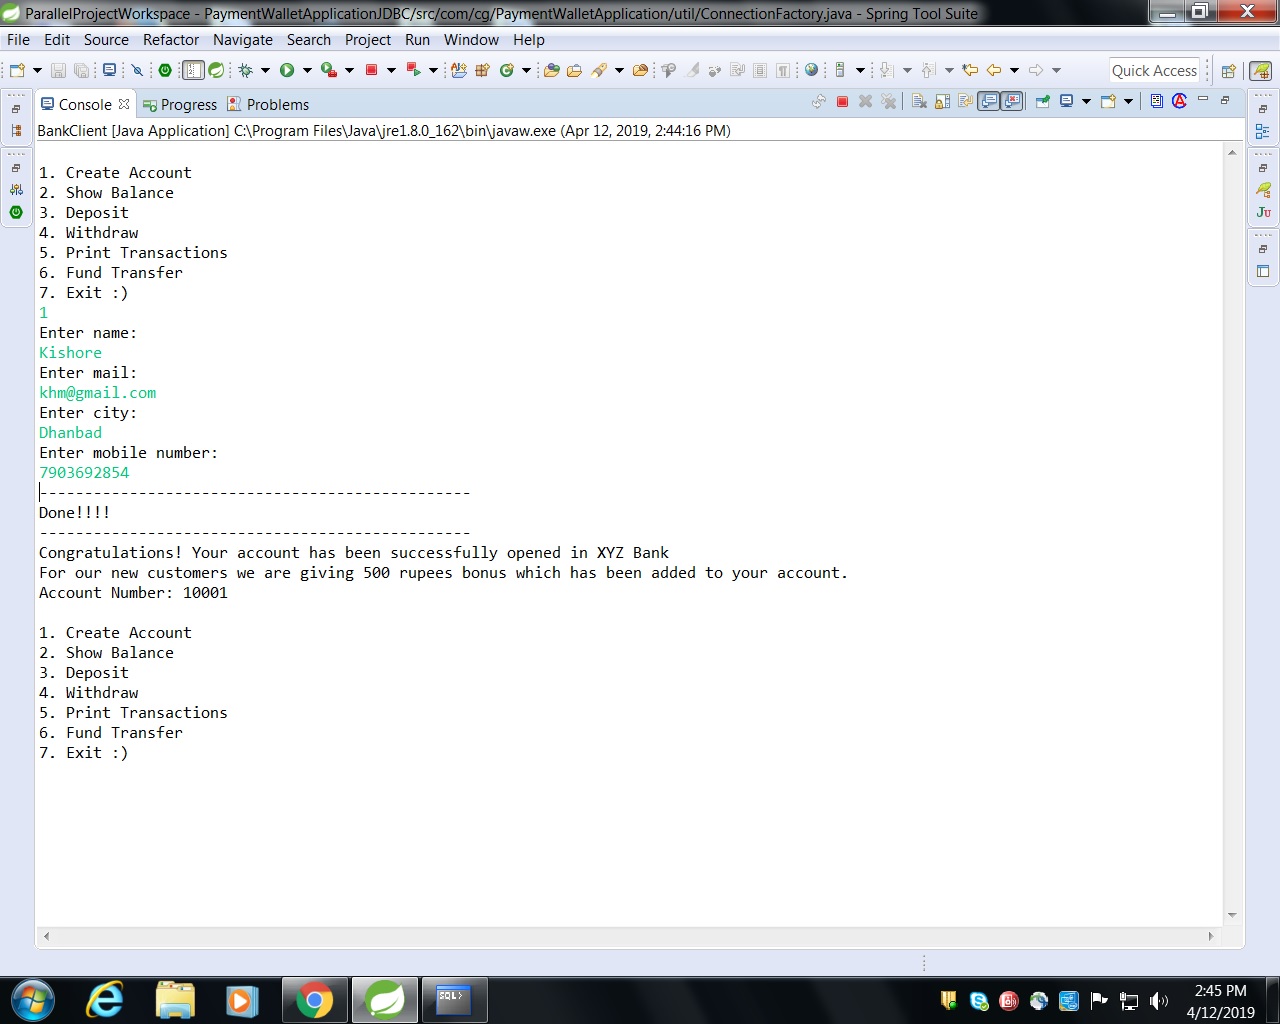 ParallelProjectWorkspace - PaymentWalletApplicationJDBC/src/com/cg/PaymentWalletApplication/util/ConnectionFactory.java - Spring Tool Suite
File Edit Source Refactor Navigate Search Project Run Window Help
Quick Access
Console Progress Problems
BankClient [Java Application] C:\Program Files\Java\jre1.8.0_162\bin\javaw.exe (Apr 12, 2019, 2:44:16 PM)
1. Create Account
2. Show Balance
3. Deposit
4. Withdraw
5. Print Transactions
6. Fund Transfer
7. Exit :)
1
Enter name:
Kishore
Enter mail:
khm@gmail.com
Enter city:
Dhanbad
Enter mobile number:
7903692854
------------------------------------------------
Done!!!!
------------------------------------------------
Congratulations! Your account has been successfully opened in XYZ Bank
For our new customers we are giving 500 rupees bonus which has been added to your account.
Account Number: 10001
1. Create Account
2. Show Balance
3. Deposit
4. Withdraw
5. Print Transactions
6. Fund Transfer
7. Exit :)
Ju
SQL>
2:45 PM
4/12/2019